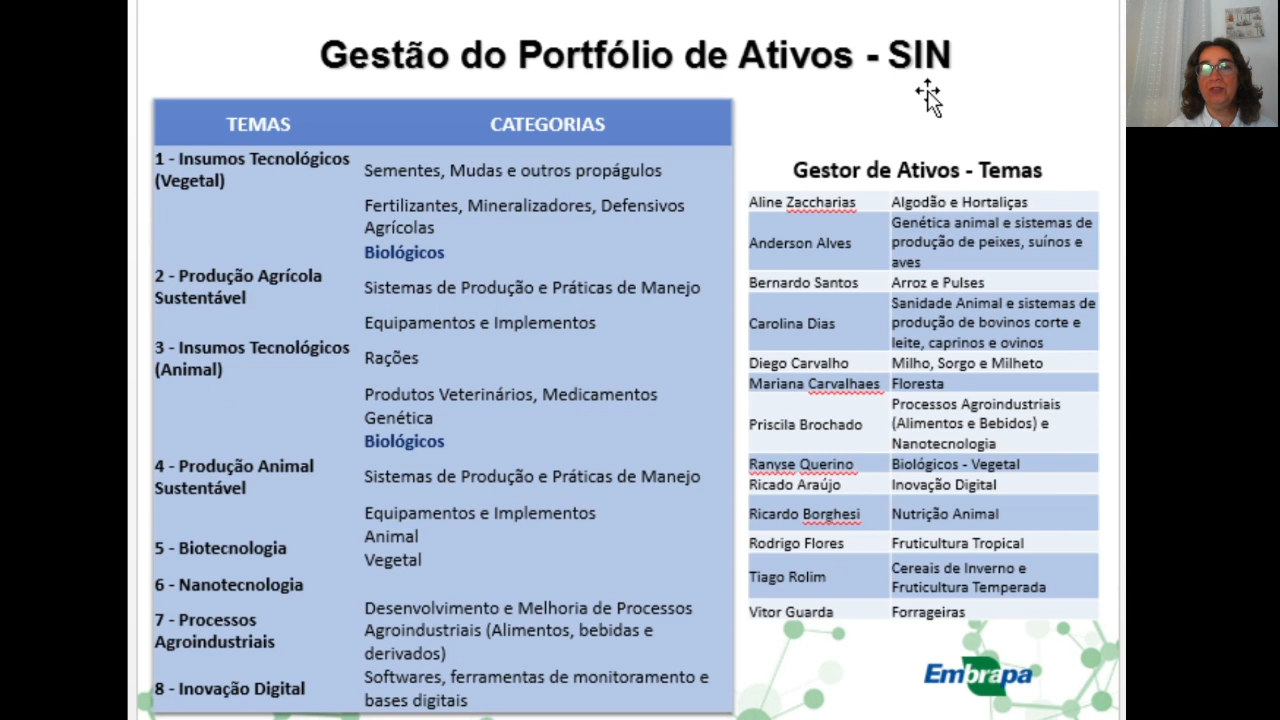 Gestão do Portfólio de Ativos - SIN
TEMAS CATEGORIAS
1 - Insumos Tecnológicos
(Vegetal)
Sementes, Mudas e outros propágulos
Fertilizantes, Mineralizadores, Defensivos
Agrícolas
Biológicos
2 - Produção Agrícola
Sustentável
Sistemas de Produção e Práticas de Manejo
Equipamentos e Implementos
3 - Insumos Tecnológicos
(Animal)
Rações
Produtos Veterinários, Medicamentos
Genética
Biológicos
4 - Produção Animal
Sustentável
Sistemas de Produção e Práticas de Manejo
Equipamentos e Implementos
5 - Biotecnologia
Animal
Vegetal
6 - Nanotecnologia
7 - Processos
Agroindustriais
Desenvolvimento e Melhoria de Processos
Agroindustriais (Alimentos, bebidas e
derivados)
8 - Inovação Digital
Softwares, ferramentas de monitoramento e
bases digitais
Gestor de Ativos - Temas
Aline Zaccharias Algodão e Hortaliças
Anderson Alves
Genética animal e sistemas de
produção de peixes, suínos e
aves
Bernardo Santos Arroz e Pulses
Carolina Dias
Sanidade Animal e sistemas de
produção de bovinos corte e
leite, caprinos e ovinos
Diego Carvalho Milho, Sorgo e Milheto
Mariana Carvalhaes Floresta
Priscila Brochado
Processos Agroindustriais
(Alimentos e Bebidos) e
Nanotecnologia
Ranyse Querino Biológicos - Vegetal
Ricado Araújo Inovação Digital
Ricardo Borghesi Nutrição Animal
Rodrigo Flores Fruticultura Tropical
Tiago Rolim
Cereais de Inverno e
Fruticultura Temperada
Vitor Guarda Forrageiras
Embrapa